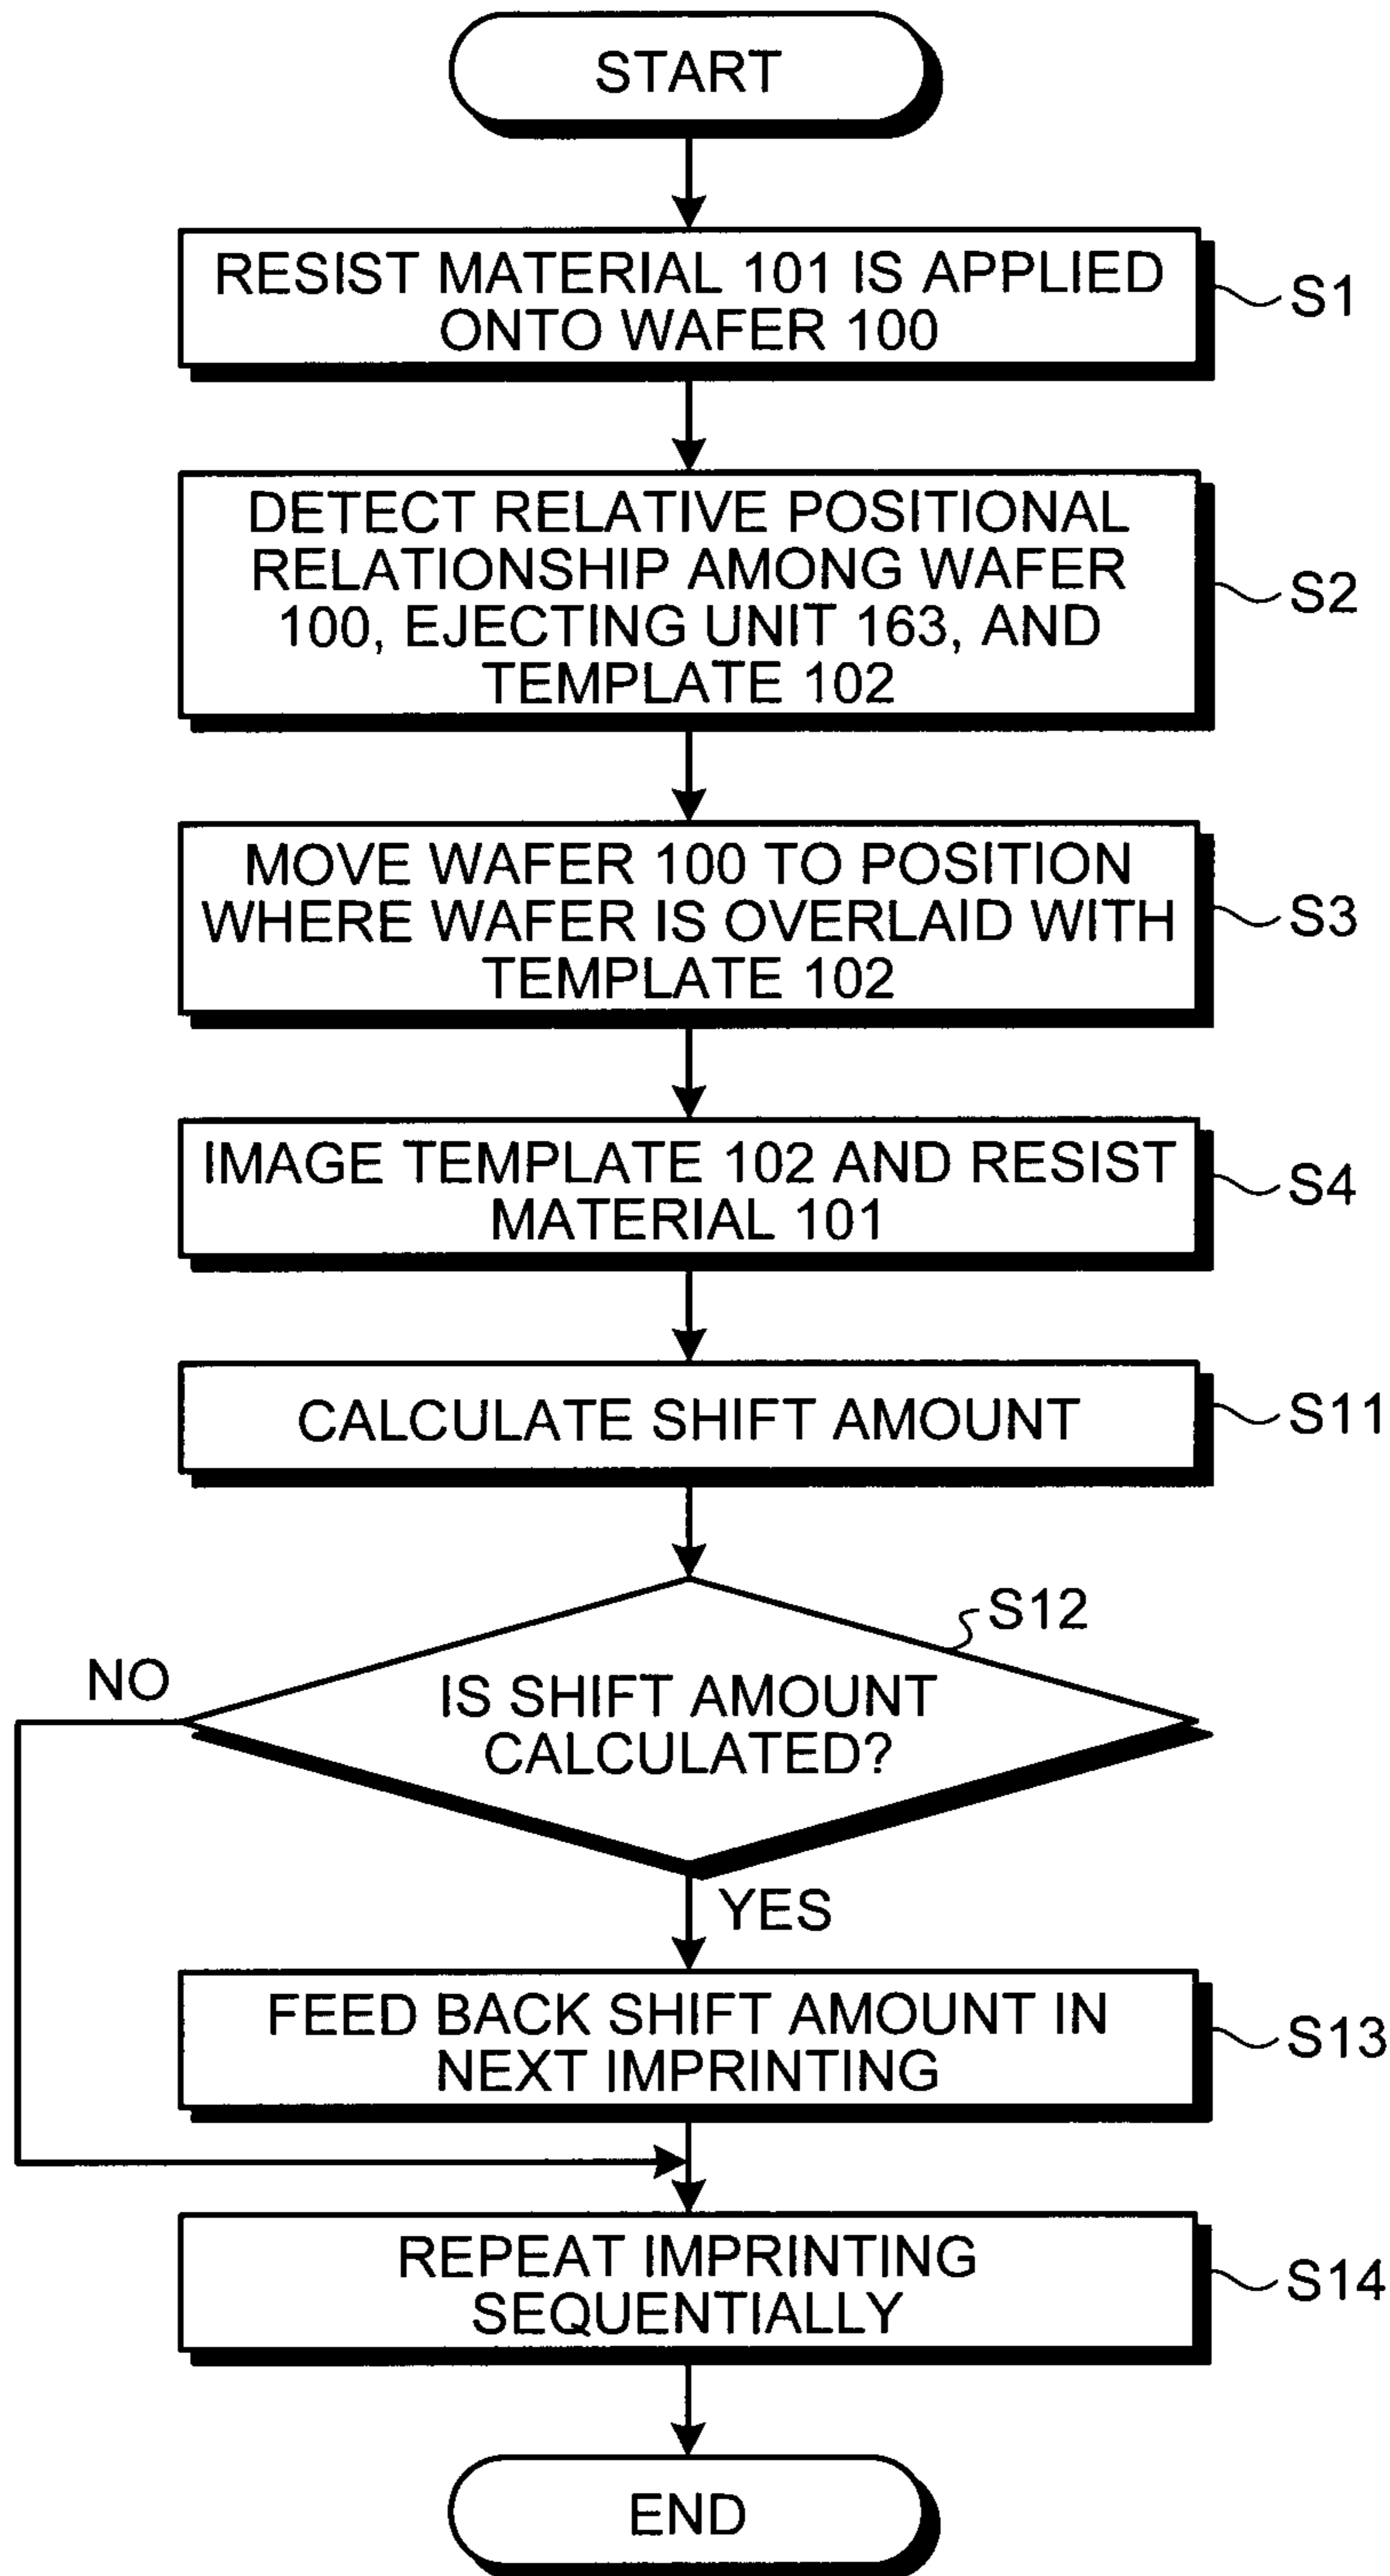 START
RESIST MATERIAL 101 IS APPLIED
ONTO WAFER 100
S1
DETECT RELATIVE POSITIONAL
RELATIONSHIP AMONG WAFER
100, EJECTING UNIT 163, AND
TEMPLATE 102
S2
MOVE WAFER 100 TO POSITION
WHERE WAFER IS OVERLAID WITH
TEMPLATE 102
S3
IMAGE TEMPLATE 102 AND RESIST
MATERIAL 101
S4
CALCULATE SHIFT AMOUNT
S11
S12
NO
IS SHIFT AMOUNT
CALCULATED?
YES
FEED BACK SHIFT AMOUNT IN
NEXT IMPRINTING
S13
REPEAT IMPRINTING
SEQUENTIALLY
S14
END